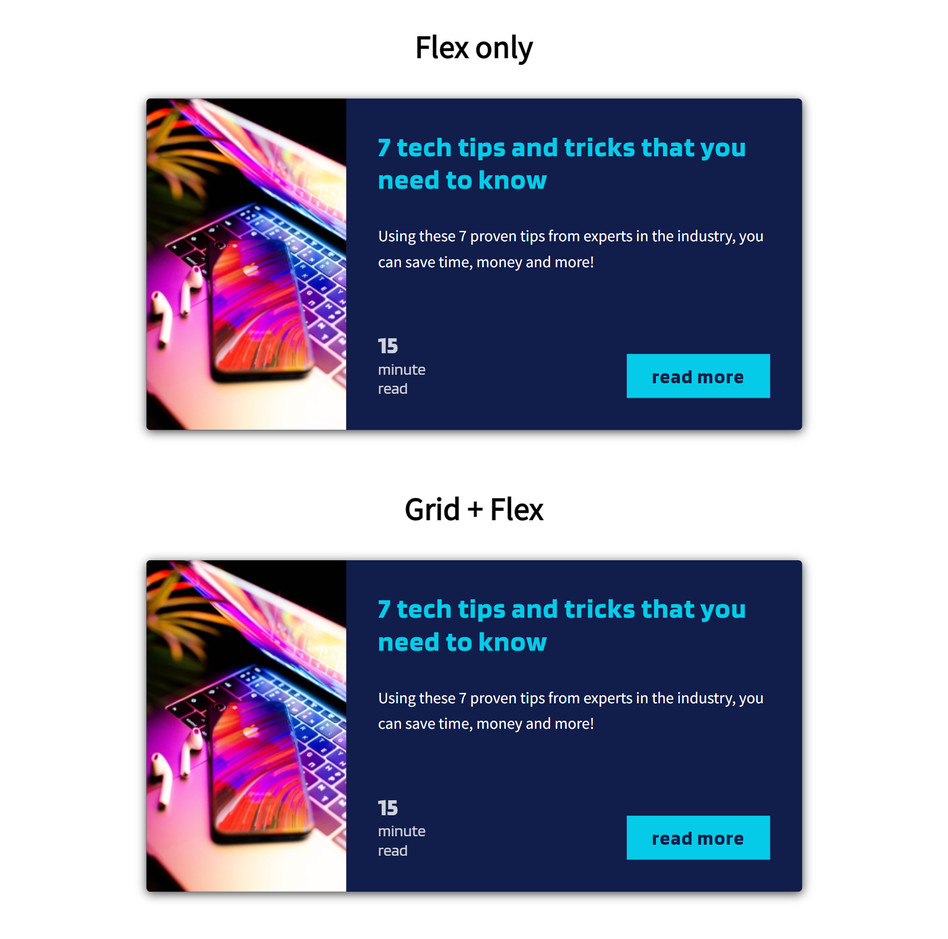 Flex only
7 tech tips and tricks that you
need to know
Using these 7 proven tips from experts in the industry, you
can save time, money and more!
15
minute
read
read more
Grid + Flex
7 tech tips and tricks that you
need to know
Using these 7 proven tips from experts in the industry, you
can save time, money and more!
15
minute
read
read more